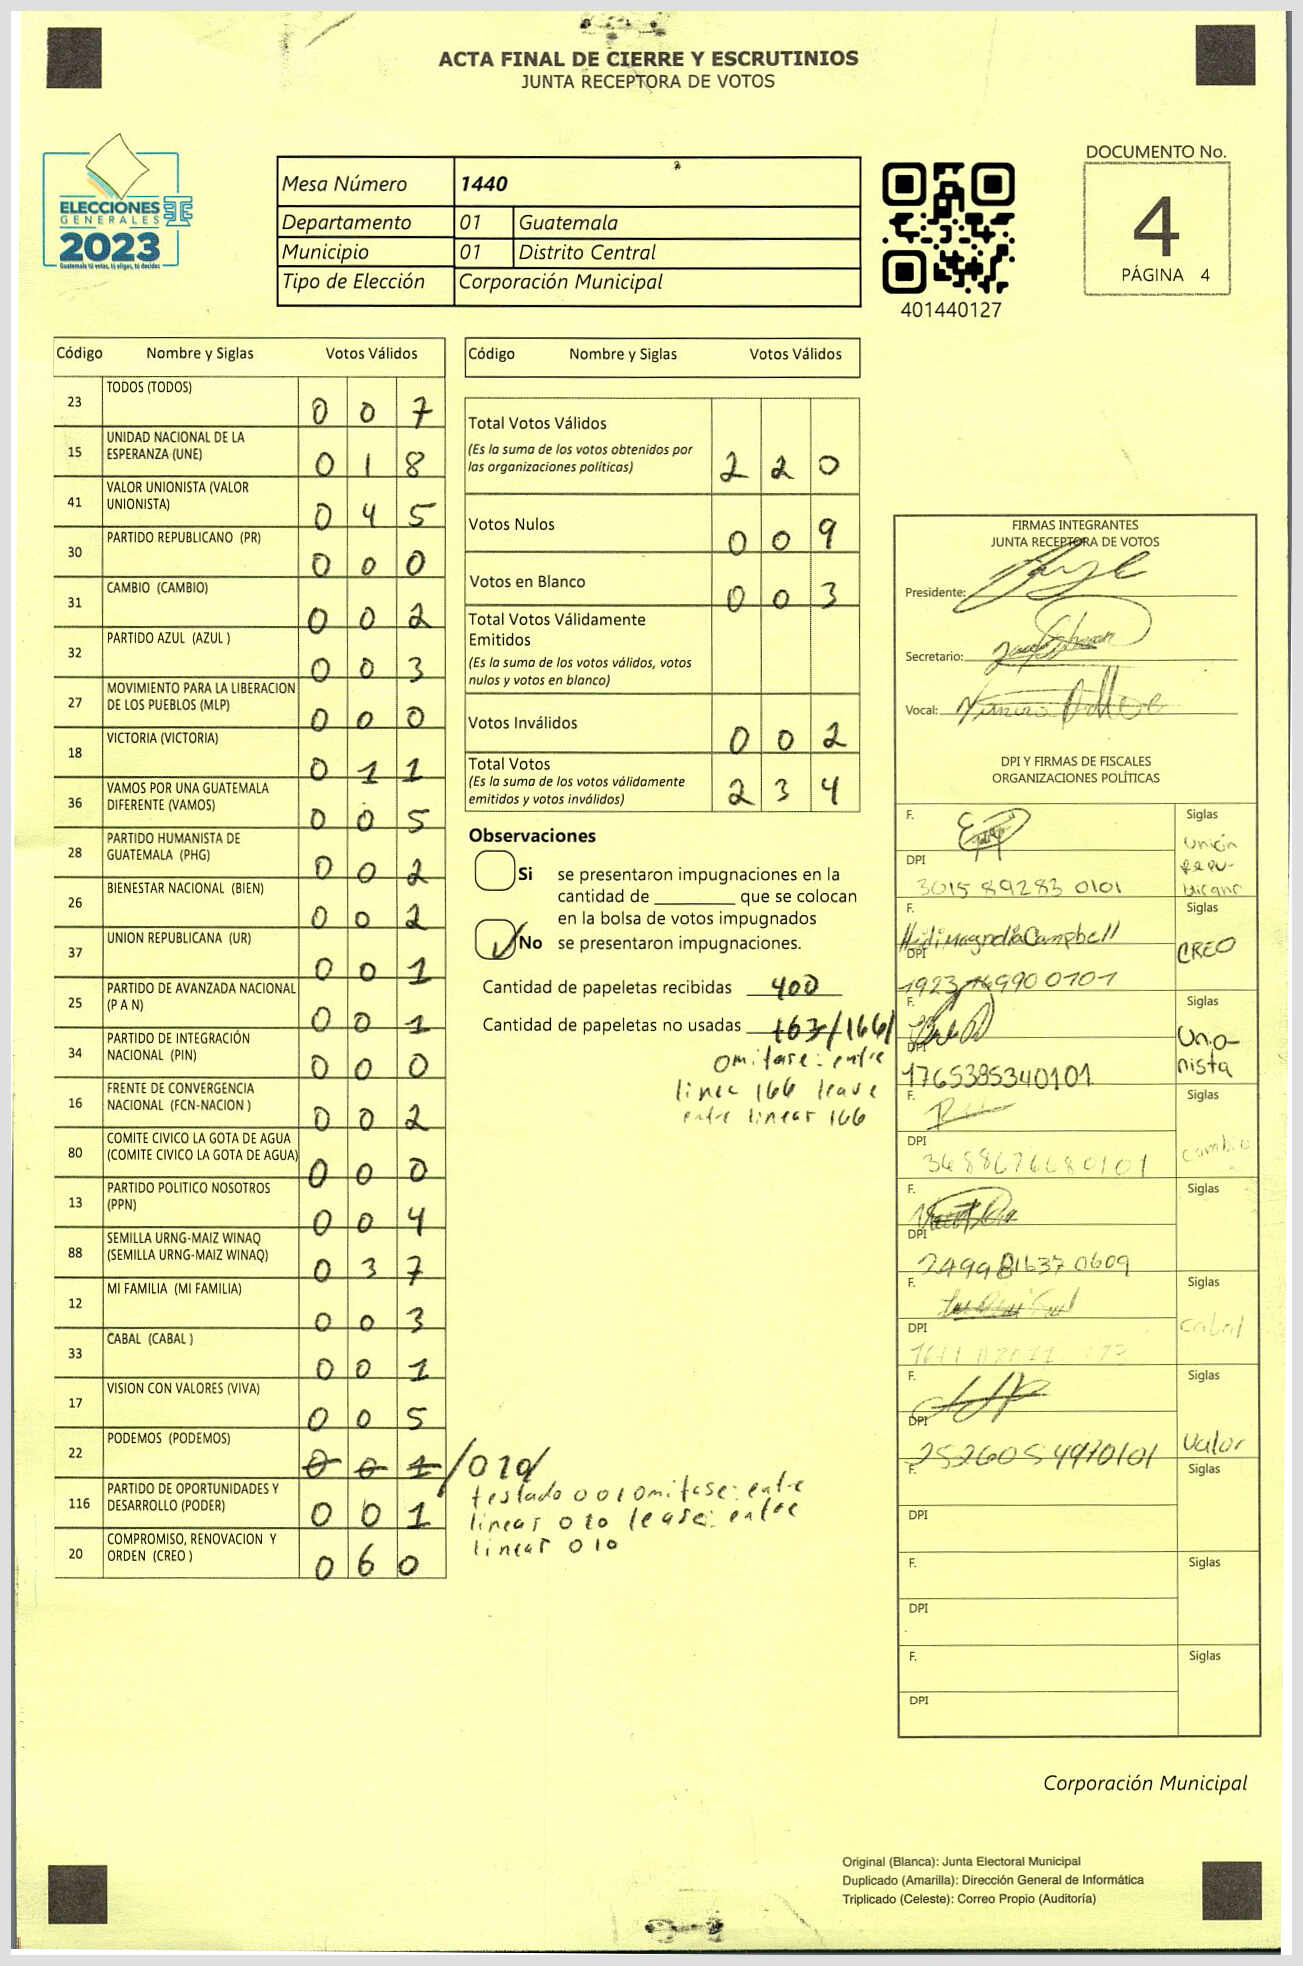 ACTA FINAL DE CIERRE Y ESCRUTINIOS
JUNTA RECEPTORA DE VOTOS
ELECCIONES
GENERALES
2023
Guatemala tú votas, tú eliges, tú decides
TSE
Mesa Número 1440
Departamento 01 Guatemala
Municipio 01 Distrito Central
Tipo de Elección Corporación Municipal
401440127
DOCUMENTO No.
4
PÁGINA 4
Código Nombre y Siglas Votos Válidos
23 TODOS (TODOS) 0 0 7
15 UNIDAD NACIONAL DE LA
ESPERANZA (UNE) 0 1 8
41 VALOR UNIONISTA (VALOR
UNIONISTA) 0 4 5
30 PARTIDO REPUBLICANO (PR) 0 0 0
31 CAMBIO (CAMBIO) 0 0 2
32 PARTIDO AZUL (AZUL ) 0 0 3
27 MOVIMIENTO PARA LA LIBERACION
DE LOS PUEBLOS (MLP) 0 0 0
18 VICTORIA (VICTORIA) 0 1 1
36 VAMOS POR UNA GUATEMALA
DIFERENTE (VAMOS) 0 0 5
28 PARTIDO HUMANISTA DE
GUATEMALA (PHG) 0 0 2
26 BIENESTAR NACIONAL (BIEN) 0 0 2
37 UNION REPUBLICANA (UR) 0 0 1
25 PARTIDO DE AVANZADA NACIONAL
(P A N) 0 0 1
34 PARTIDO DE INTEGRACIÓN
NACIONAL (PIN) 0 0 0
16 FRENTE DE CONVERGENCIA
NACIONAL (FCN-NACION ) 0 0 2
80 COMITE CIVICO LA GOTA DE AGUA
(COMITE CIVICO LA GOTA DE AGUA) 0 0 0
13 PARTIDO POLITICO NOSOTROS
(PPN) 0 0 4
88 SEMILLA URNG-MAIZ WINAQ
(SEMILLA URNG-MAIZ WINAQ) 0 3 7
12 MI FAMILIA (MI FAMILIA) 0 0 3
33 CABAL (CABAL ) 0 0 1
17 VISION CON VALORES (VIVA) 0 0 5
22 PODEMOS (PODEMOS) 0 0 1 /010/
116 PARTIDO DE OPORTUNIDADES Y
DESARROLLO (PODER) 0 0 1
20 COMPROMISO, RENOVACION Y
ORDEN (CREO ) 0 6 0
testado 001 omitase: entre
lineas 010 lease: entre
lineas 010
Código Nombre y Siglas Votos Válidos
Total Votos Válidos
(Es la suma de los votos obtenidos por
las organizaciones políticas) 2 2 0
Votos Nulos 0 0 9
Votos en Blanco 0 0 3
Total Votos Válidamente
Emitidos
(Es la suma de los votos válidos, votos
nulos y votos en blanco)
Votos Inválidos 0 0 2
Total Votos
(Es la suma de los votos válidamente
emitidos y votos inválidos) 2 3 4
Observaciones
Si se presentaron impugnaciones en la
cantidad de ________ que se colocan
en la bolsa de votos impugnados
No se presentaron impugnaciones.
Cantidad de papeletas recibidas 400
Cantidad de papeletas no usadas 163/166/
omitase: entre
linea 166 lease
entre lineas 166
FIRMAS INTEGRANTES
JUNTA RECEPTORA DE VOTOS
Presidente:
Secretario:
Vocal:
DPI Y FIRMAS DE FISCALES
ORGANIZACIONES POLÍTICAS
F. Siglas
Unión
Republicana
DPI
3015 89283 0101
F. Siglas
Heidi Magnolia Campbell
CREO
DPI
1923 16990 0101
F. Siglas
Unio-
nista
DPI
1765385340101
F. Siglas
Cambio
DPI
3688676680101
F. Siglas
DPI
2499 81637 0609
F. Siglas
Cabal
DPI
F. Siglas
Valor
DPI
2526054970101
F. Siglas
DPI
F. Siglas
DPI
F. Siglas
DPI
Corporación Municipal
Original (Blanca): Junta Electoral Municipal
Duplicado (Amarilla): Dirección General de Informática
Triplicado (Celeste): Correo Propio (Auditoría)